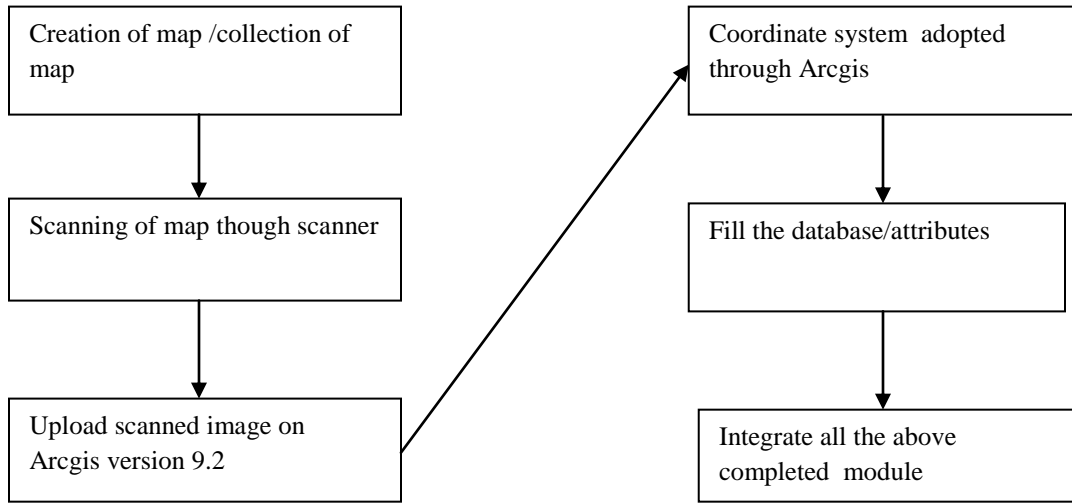 Creation of map /collection of
map
Scanning of map though scanner
Upload scanned image on
Arcgis version 9.2
Coordinate system  adopted
through Arcgis
Fill the database/attributes
Integrate all the above
completed  module